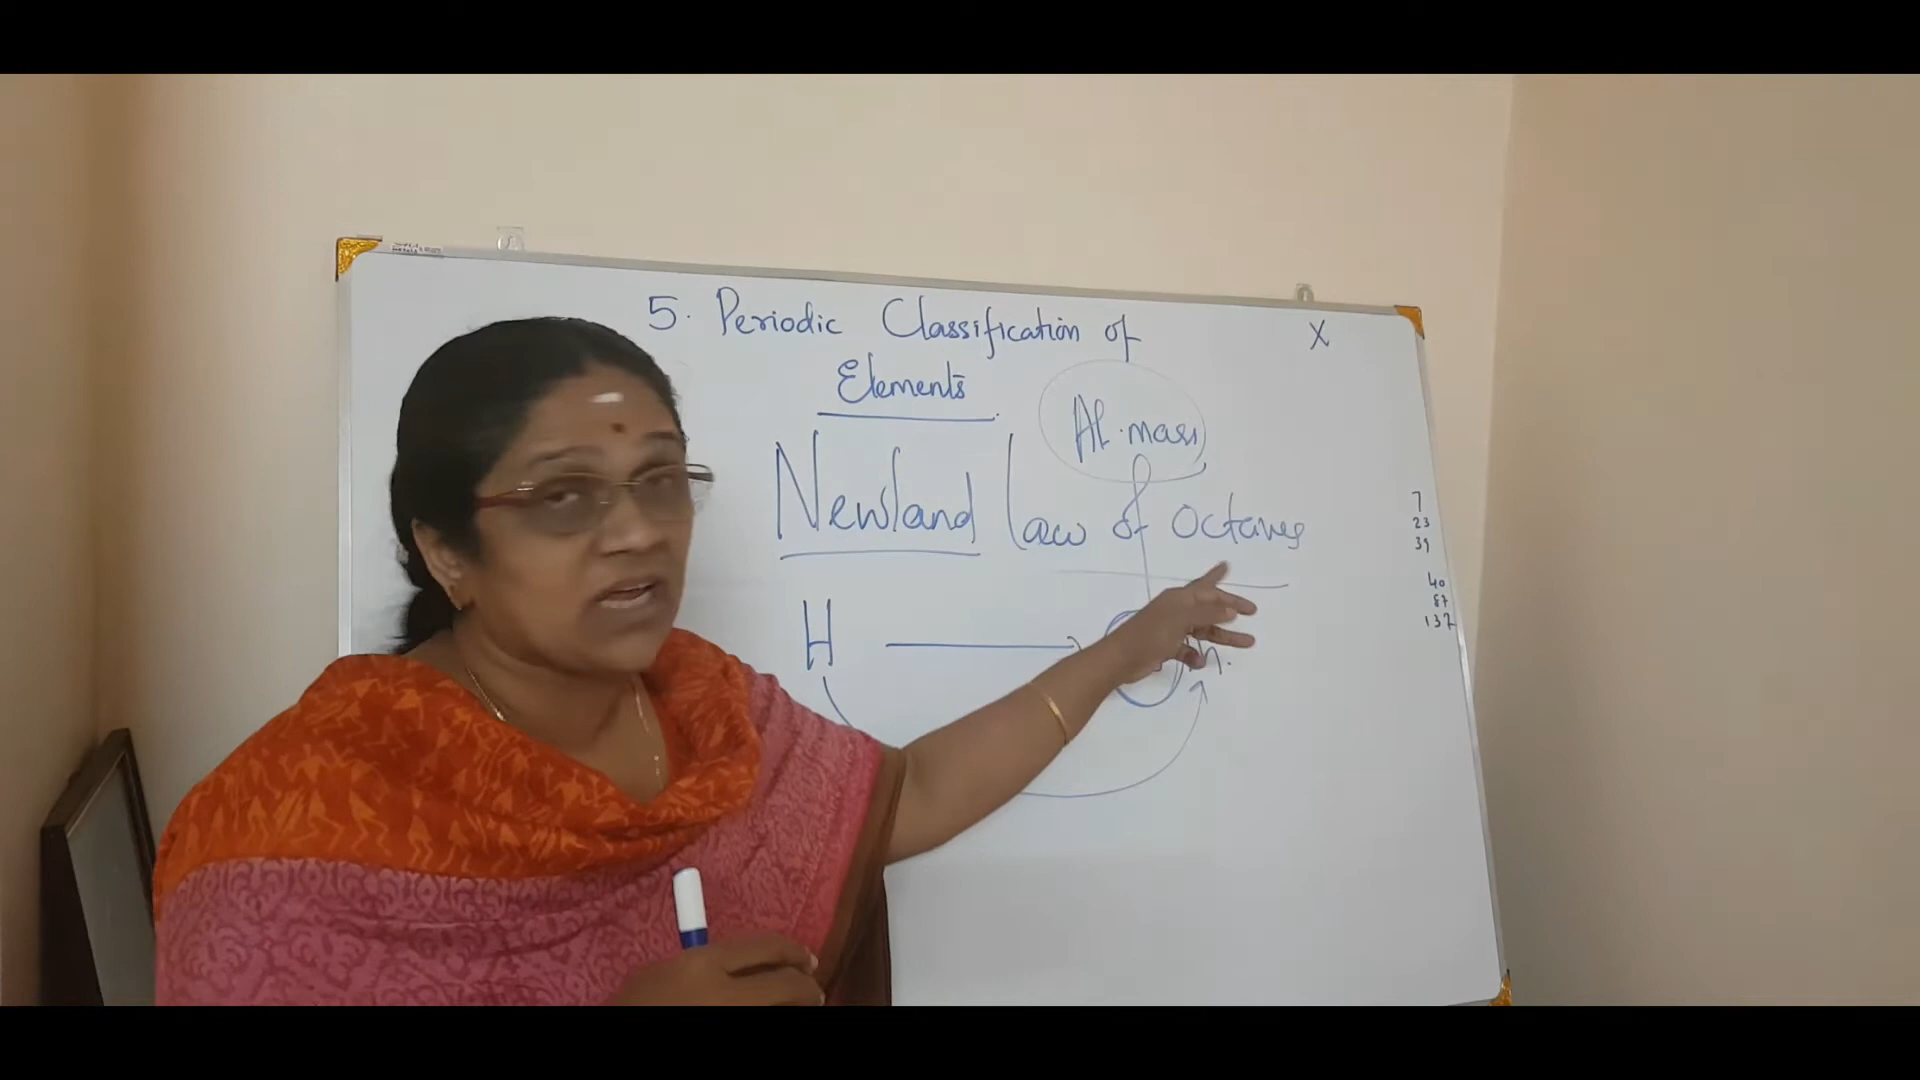 5. Periodic Classification of
X
Elements
At. mass
Newland law of Octaves
7
23
39
40
87
137
H
h.